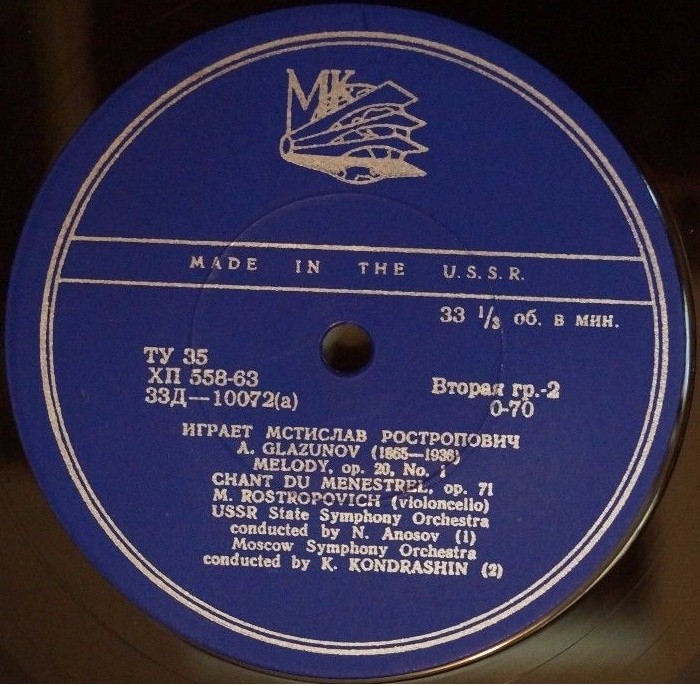 МК
MADE IN THE U.S.S.R.
33 1/3 об. в мин.
ТУ 35
ХП 558-63
33Д—10072(а)
Вторая гр.-2
0-70
ИГРАЕТ МСТИСЛАВ РОСТРОПОВИЧ
A. GLAZUNOV (1865—1936)
MELODY, op. 20, No. 1
CHANT DU MENESTREL, op. 71
M. ROSTROPOVICH (violoncello)
USSR State Symphony Orchestra
conducted by N. Anosov (1)
Moscow Symphony Orchestra
conducted by K. KONDRASHIN (2)